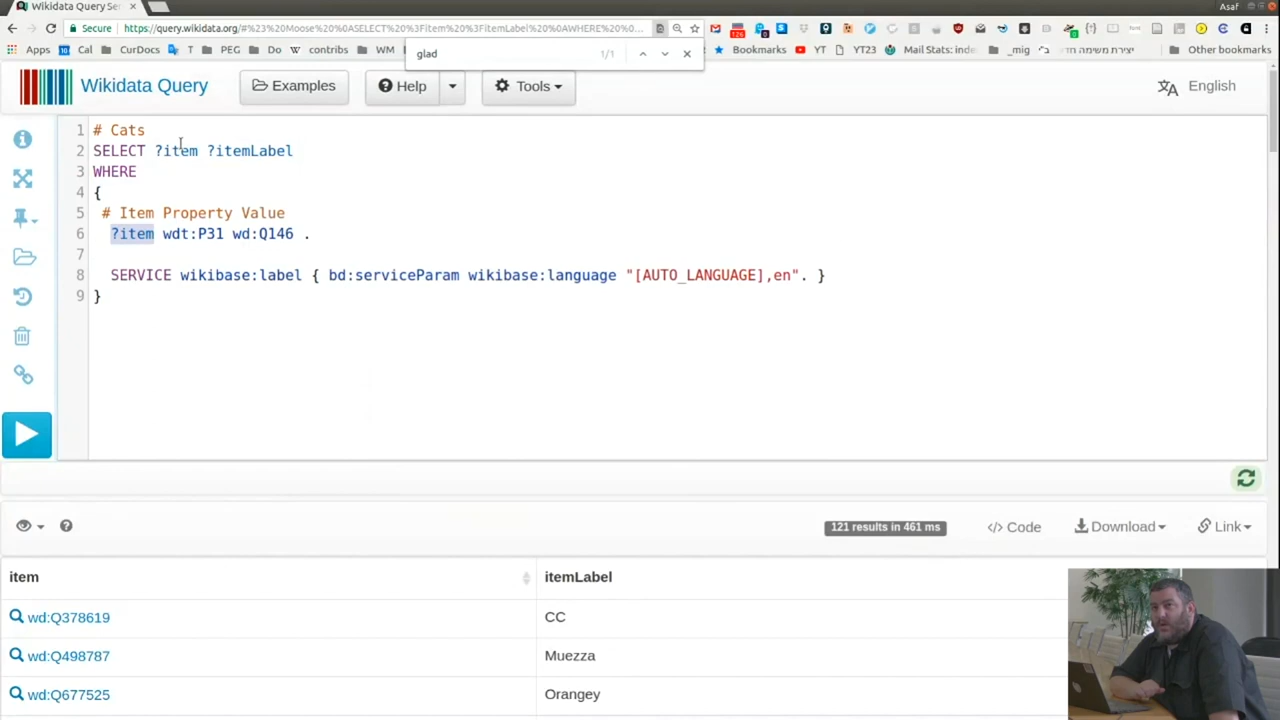 Wikidata Query Ser
Asaf
Secure
https://query.wikidata.org/#%23%20Moose%20%0ASELECT%20%3Fitem%20%3FitemLabel%20%0AWHERE%20%0...
Apps
Cal
CurDocs
T
PEG
Do
contribs
WM
Bookmarks
YT
YT23
Mail Stats: inde
_mig
Other bookmarks
glad
1/1
Wikidata Query
Examples
Help
Tools
English
1 # Cats
2 SELECT ?item ?itemLabel
3 WHERE
4 {
5 # Item Property Value
6 ?item wdt:P31 wd:Q146 .
7
8 SERVICE wikibase:label { bd:serviceParam wikibase:language "[AUTO_LANGUAGE],en". }
9 }
121 results in 461 ms
</> Code
Download
Link
item
itemLabel
wd:Q378619
CC
wd:Q498787
Muezza
wd:Q677525
Orangey